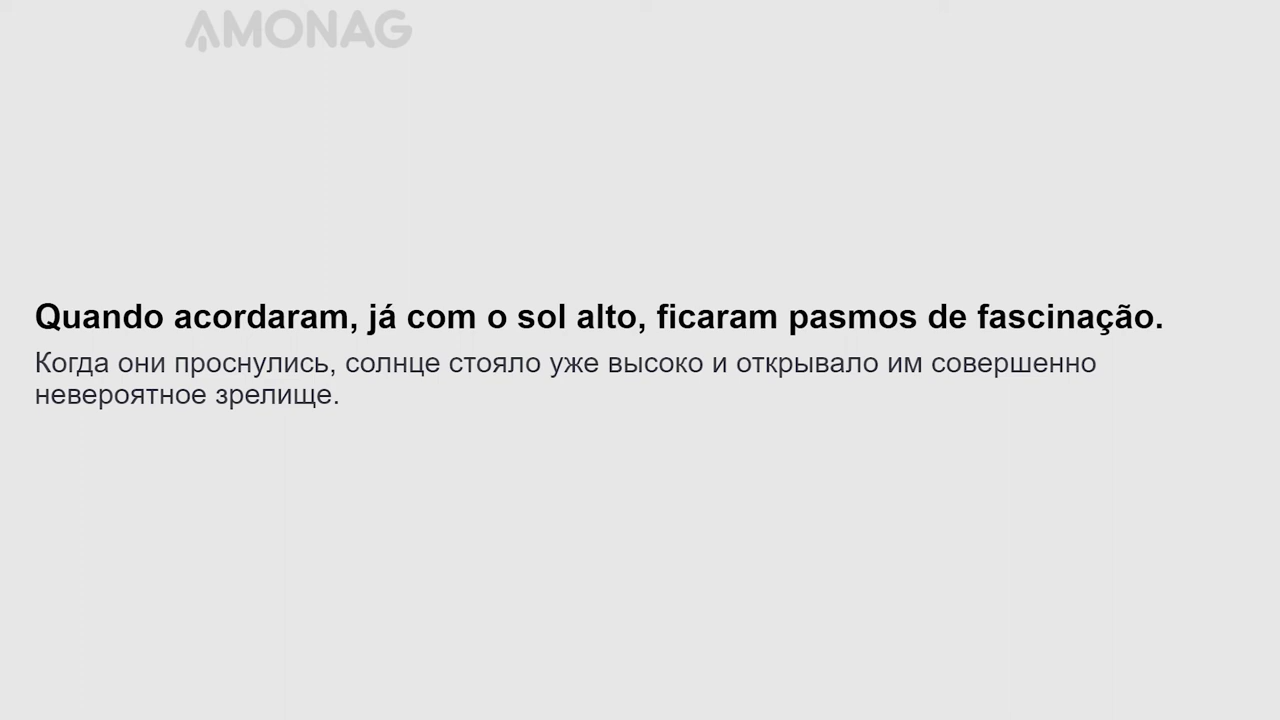 AMONAG
Quando acordaram, já com o sol alto, ficaram pasmos de fascinação.
Когда они проснулись, солнце стояло уже высоко и открывало им совершенно
невероятное зрелище.